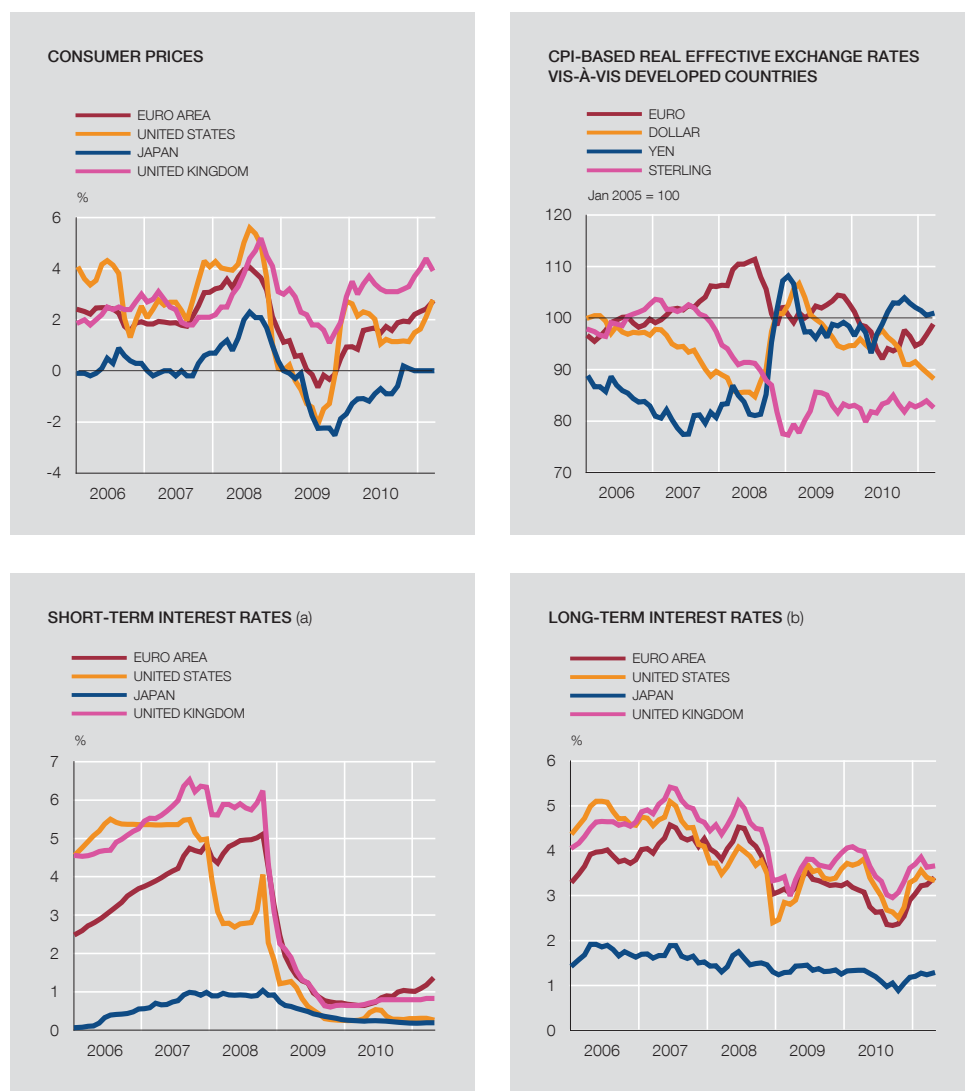 CONSUMER PRICES
EURO AREA
UNITED STATES
JAPAN
UNITED KINGDOM
%
6
4
2
0
-2
-4
2006 2007 2008 2009 2010
CPI-BASED REAL EFFECTIVE EXCHANGE RATES
VIS-À-VIS DEVELOPED COUNTRIES
EURO
DOLLAR
YEN
STERLING
Jan 2005 = 100
120
110
100
90
80
70
2006 2007 2008 2009 2010
SHORT-TERM INTEREST RATES (a)
EURO AREA
UNITED STATES
JAPAN
UNITED KINGDOM
%
7
6
5
4
3
2
1
0
2006 2007 2008 2009 2010
LONG-TERM INTEREST RATES (b)
EURO AREA
UNITED STATES
JAPAN
UNITED KINGDOM
%
6
5
4
3
2
1
0
2006 2007 2008 2009 2010